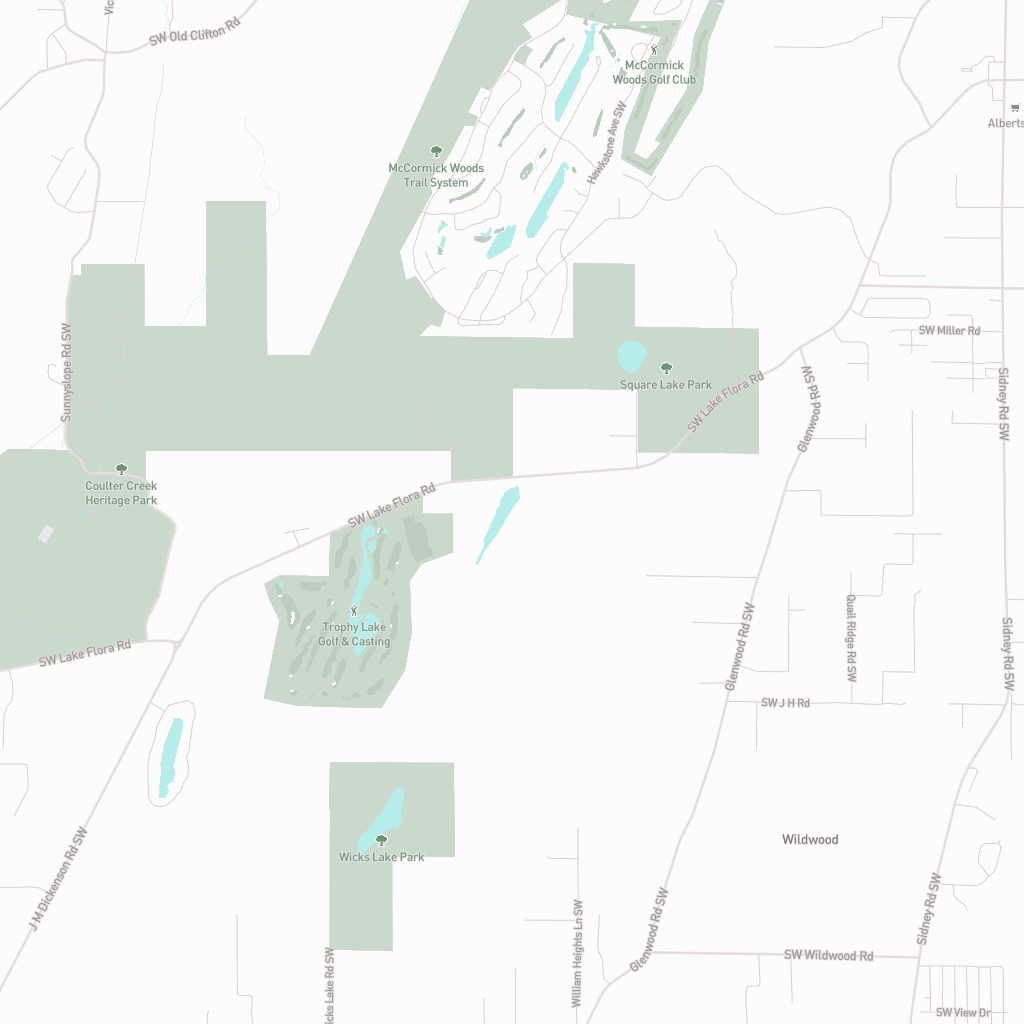 SW Old Clifton Rd
McCormick
Woods Golf Club
Hawkstone Ave SW
McCormick Woods
Trail System
Sunnyslope Rd SW
SW Miller Rd
Square Lake Park
SW Lake Flora Rd
Glenwood Rd SW
Sidney Rd SW
Coulter Creek
Heritage Park
SW Lake Flora Rd
Trophy Lake
Golf & Casting
SW Lake Flora Rd
Quail Ridge Rd SW
Glenwood Rd SW
Sidney Rd SW
SW J H Rd
Wildwood
Wicks Lake Park
J M Dickenson Rd SW
William Heights Ln SW
Glenwood Rd SW
Sidney Rd SW
SW Wildwood Rd
icks Lake Rd SW
SW View Dr